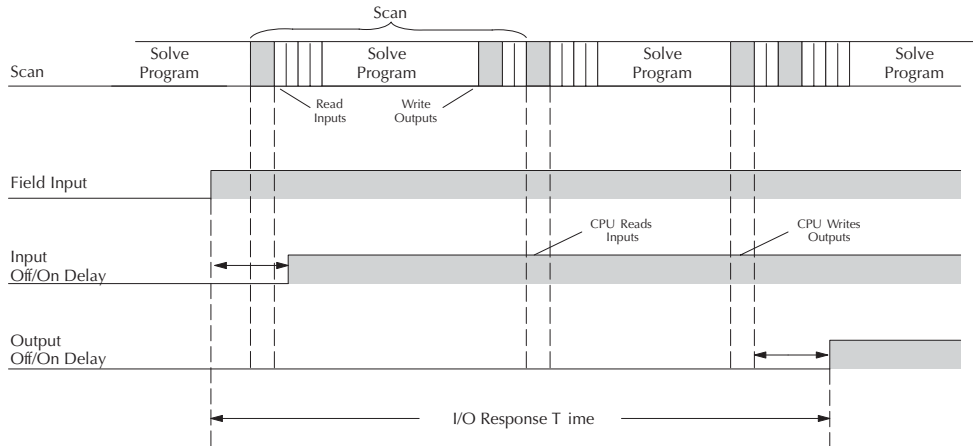 Scan
Solve
Program
Solve
Program
Solve
Program
Solve
Program
Scan
Read
Inputs
Write
Outputs
Field Input
CPU Reads
Inputs
CPU Writes
Outputs
Input
Off/On Delay
Output
Off/On Delay
I/O Response T ime